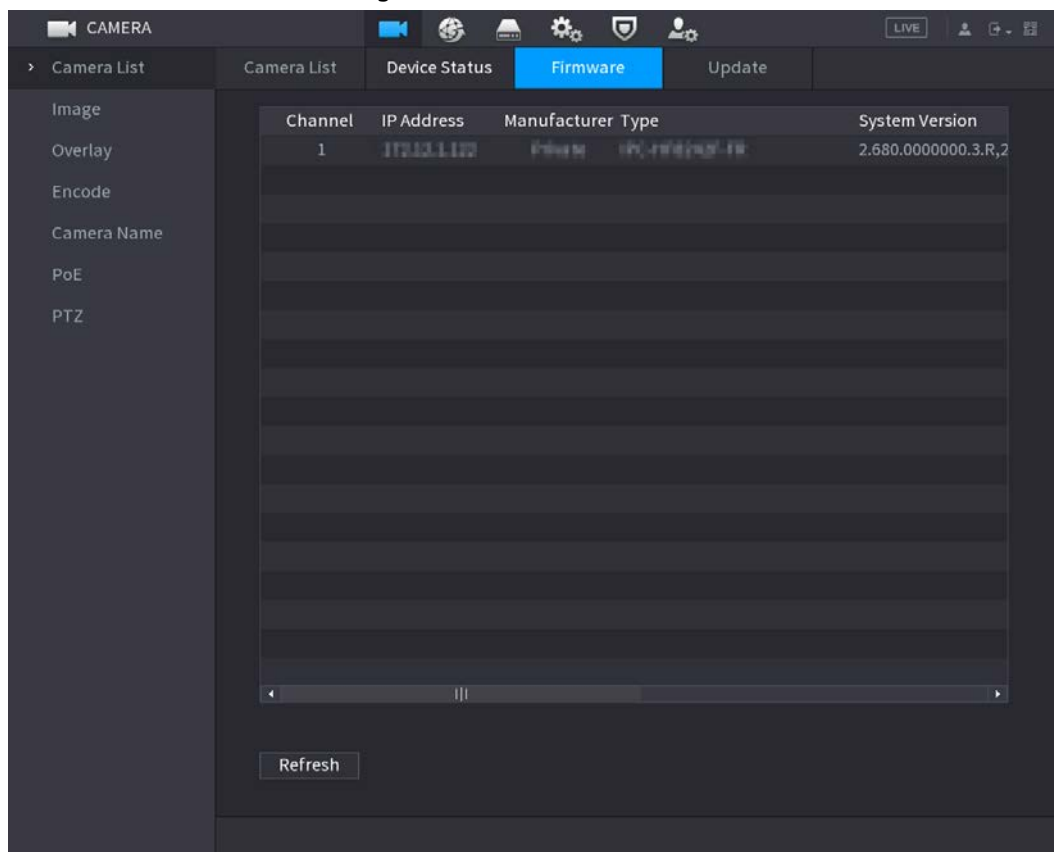 CAMERA LIVE
Camera List Camera List Device Status Firmware Update
Image
Overlay
Encode
Camera Name
PoE
PTZ
Channel IP Address Manufacturer Type System Version
1 2.680.0000000.3.R,2
Refresh